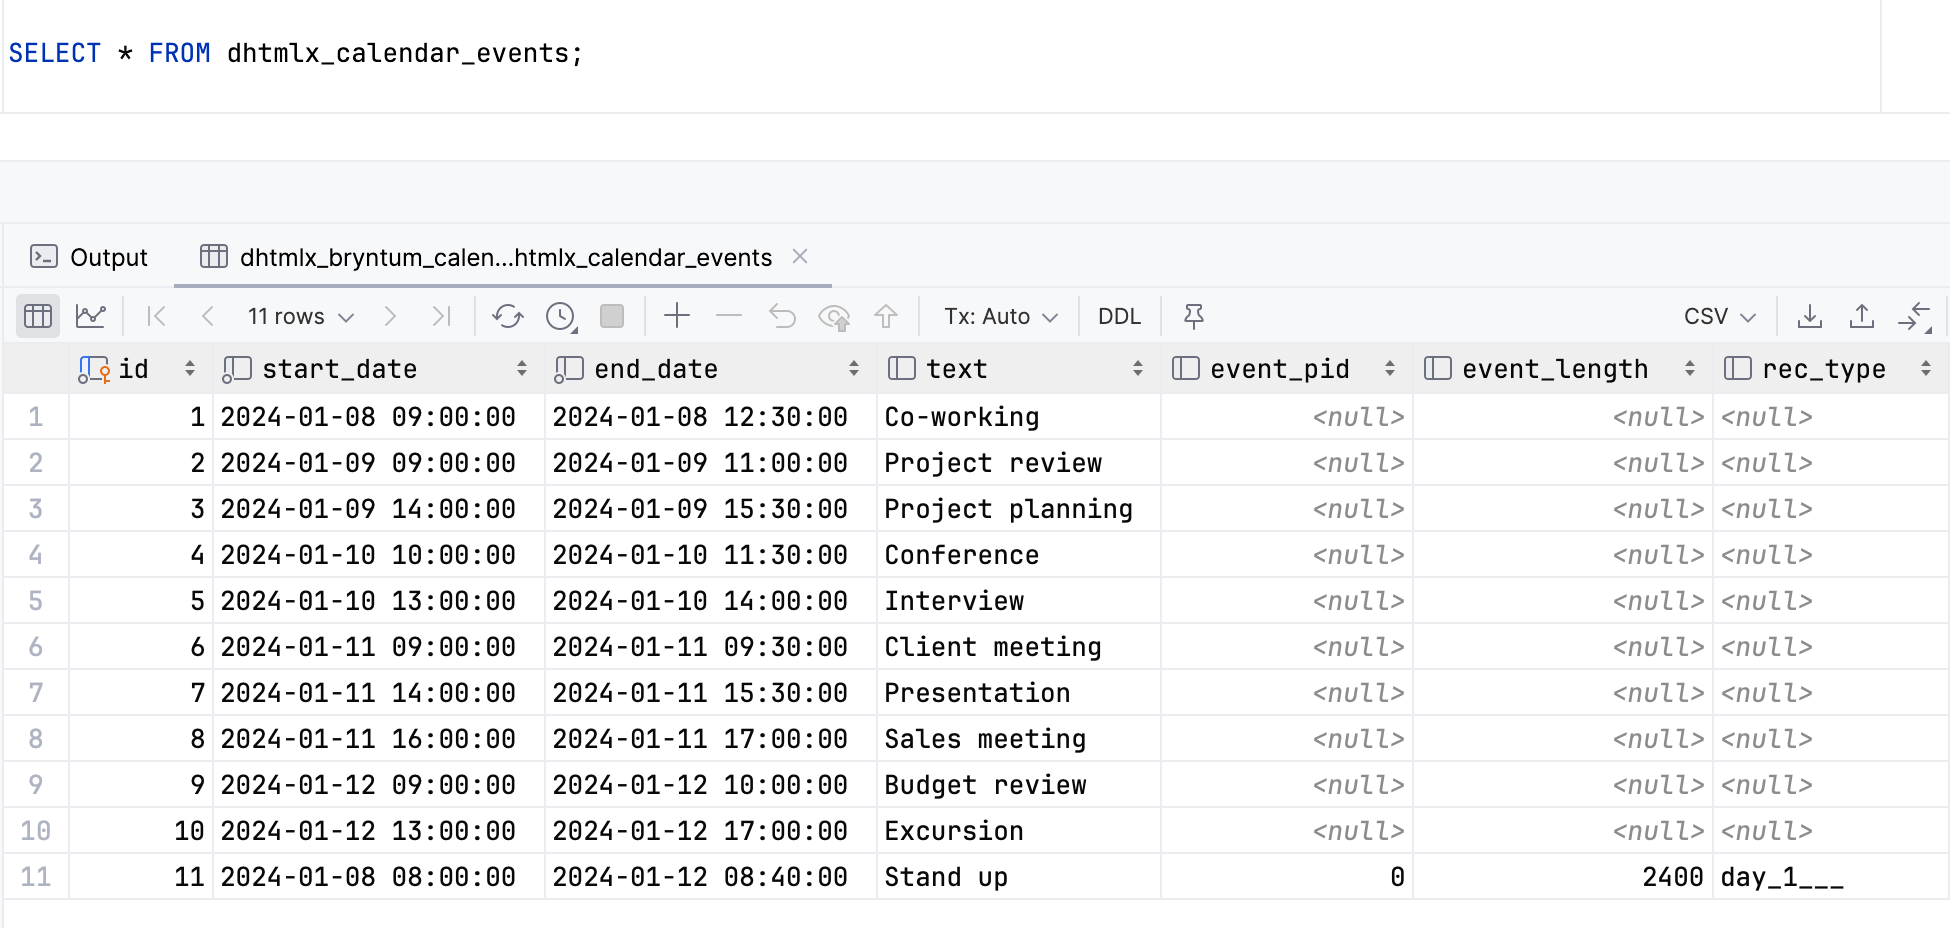 SELECT * FROM dhtmlx_calendar_events;
Output dhtmlx_bryntum_calen...htmlx_calendar_events
11 rows Tx: Auto DDL CSV
id start_date end_date text event_pid event_length rec_type
1 1 2024-01-08 09:00:00 2024-01-08 12:30:00 Co-working <null> <null> <null>
2 2 2024-01-09 09:00:00 2024-01-09 11:00:00 Project review <null> <null> <null>
3 3 2024-01-09 14:00:00 2024-01-09 15:30:00 Project planning <null> <null> <null>
4 4 2024-01-10 10:00:00 2024-01-10 11:30:00 Conference <null> <null> <null>
5 5 2024-01-10 13:00:00 2024-01-10 14:00:00 Interview <null> <null> <null>
6 6 2024-01-11 09:00:00 2024-01-11 09:30:00 Client meeting <null> <null> <null>
7 7 2024-01-11 14:00:00 2024-01-11 15:30:00 Presentation <null> <null> <null>
8 8 2024-01-11 16:00:00 2024-01-11 17:00:00 Sales meeting <null> <null> <null>
9 9 2024-01-12 09:00:00 2024-01-12 10:00:00 Budget review <null> <null> <null>
10 10 2024-01-12 13:00:00 2024-01-12 17:00:00 Excursion <null> <null> <null>
11 11 2024-01-08 08:00:00 2024-01-12 08:40:00 Stand up 0 2400 day_1___